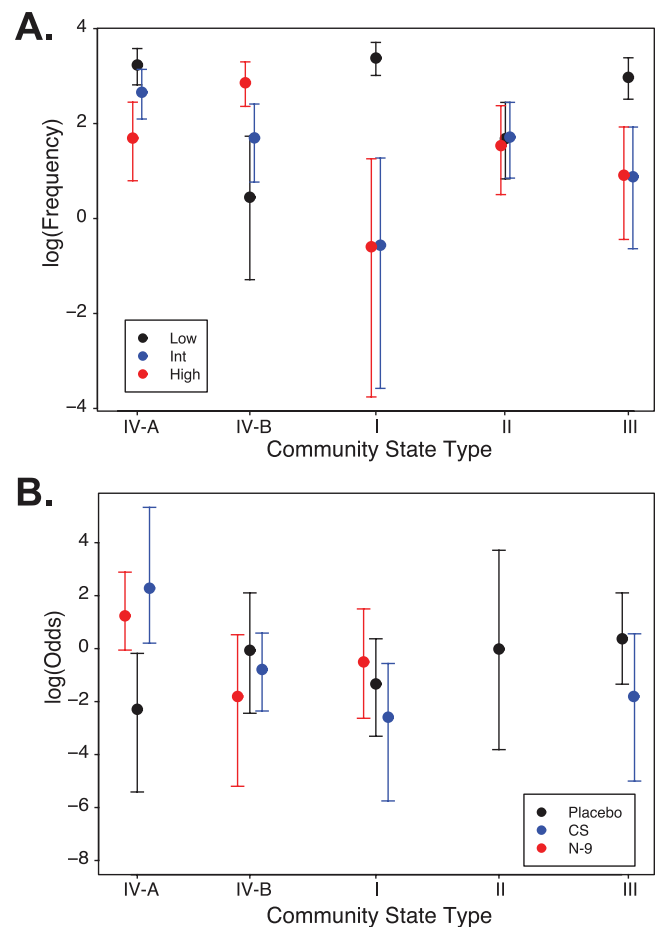 A.
log(Frequency)
4
2
0
−2
−4
Low
Int
High
IV-A IV-B I II III
Community State Type
B.
log(Odds)
4
2
0
−2
−4
−6
−8
Placebo
CS
N-9
IV-A IV-B I II III
Community State Type